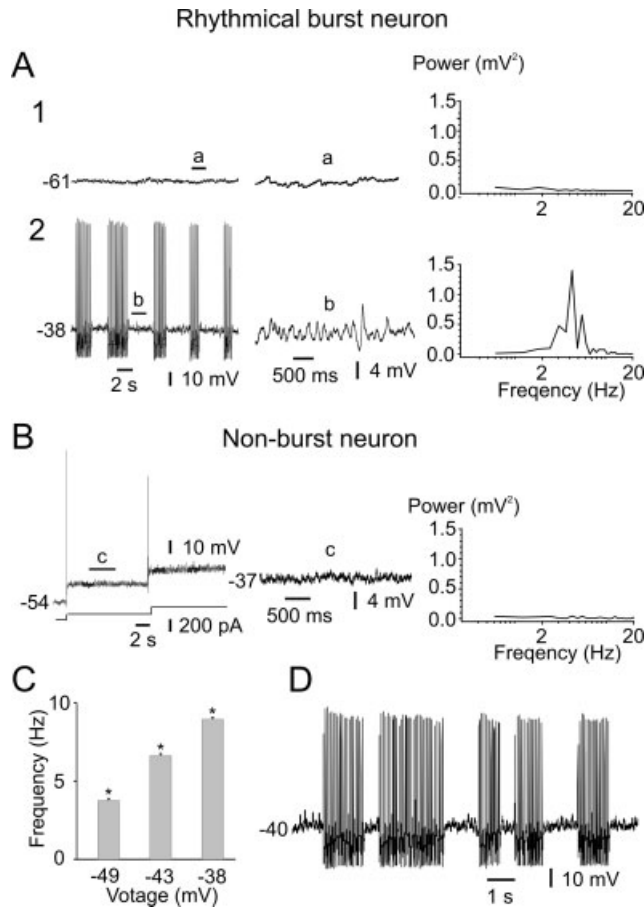 Rhythmical burst neuron
A
Power (mV²)
1
1.5
1.0
0.5
0.0
2 20
a
a
-61
2
b
b
-38
2 s
10 mV
500 ms
4 mV
1.5
1.0
0.5
0.0
2 20
Freqency (Hz)
Non-burst neuron
B
Power (mV²)
c
10 mV
-54
200 pA
2 s
c
-37
500 ms
4 mV
1.5
1.0
0.5
0.0
2 20
Freqency (Hz)
C
Frequency (Hz)
10
5
0
* * *
-49 -43 -38
Votage (mV)
D
-40
1 s
10 mV